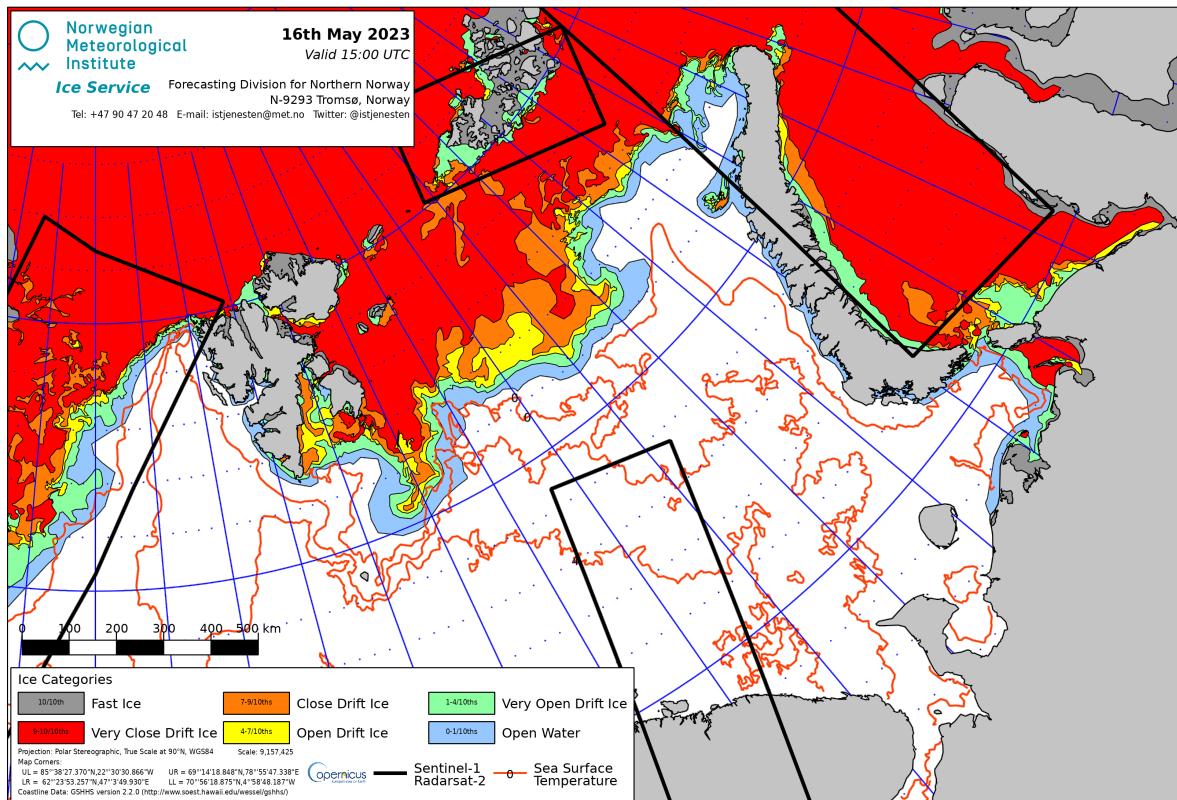 Norwegian
Meteorological
Institute
Ice Service
16th May 2023
Valid 15:00 UTC
Forecasting Division for Northern Norway
N-9293 Tromsø, Norway
Tel: +47 90 47 20 48 E-mail: istjenesten@met.no Twitter: @istjenesten
0
0
4
0 100 200 300 400 500 km
Ice Categories
10/10th Fast Ice
7-9/10ths Close Drift Ice
1-4/10ths Very Open Drift Ice
9-10/10ths Very Close Drift Ice
4-7/10ths Open Drift Ice
0-1/10ths Open Water
Projection: Polar Stereographic, True Scale at 90°N, WGS84 Scale: 9,157,425
Map Corners:
UL = 85°'38'27.370"N,22°'30'30.866"W UR = 69°'14'18.848"N,78°'55'47.338"E
LR = 62°'23'53.257"N,47°'3'49.930"E LL = 70°'56'18.875"N,4°'58'48.187"W
Coastline Data: GSHHS version 2.2.0 (http://www.soest.hawaii.edu/wessel/gshhs/)
Copernicus
Sentinel-1
Radarsat-2
0 Sea Surface
Temperature